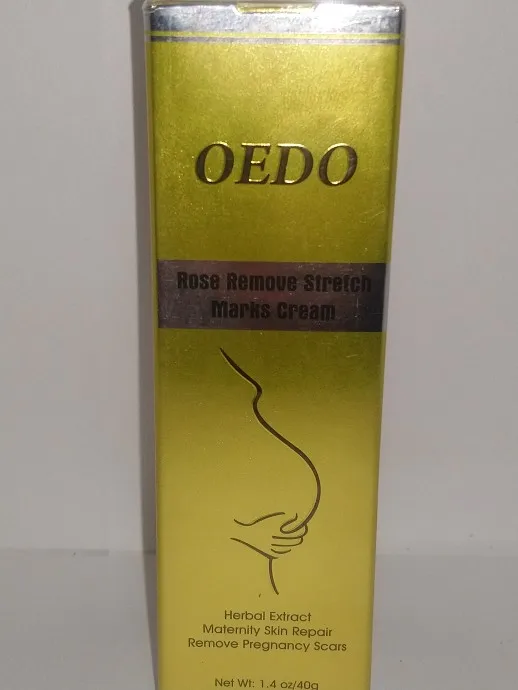 OEDO
Rose Remove Stretch
Marks Cream
Herbal Extract
Maternity Skin Repair
Remove Pregnancy Scars
Net Wt: 1.4 oz/40g